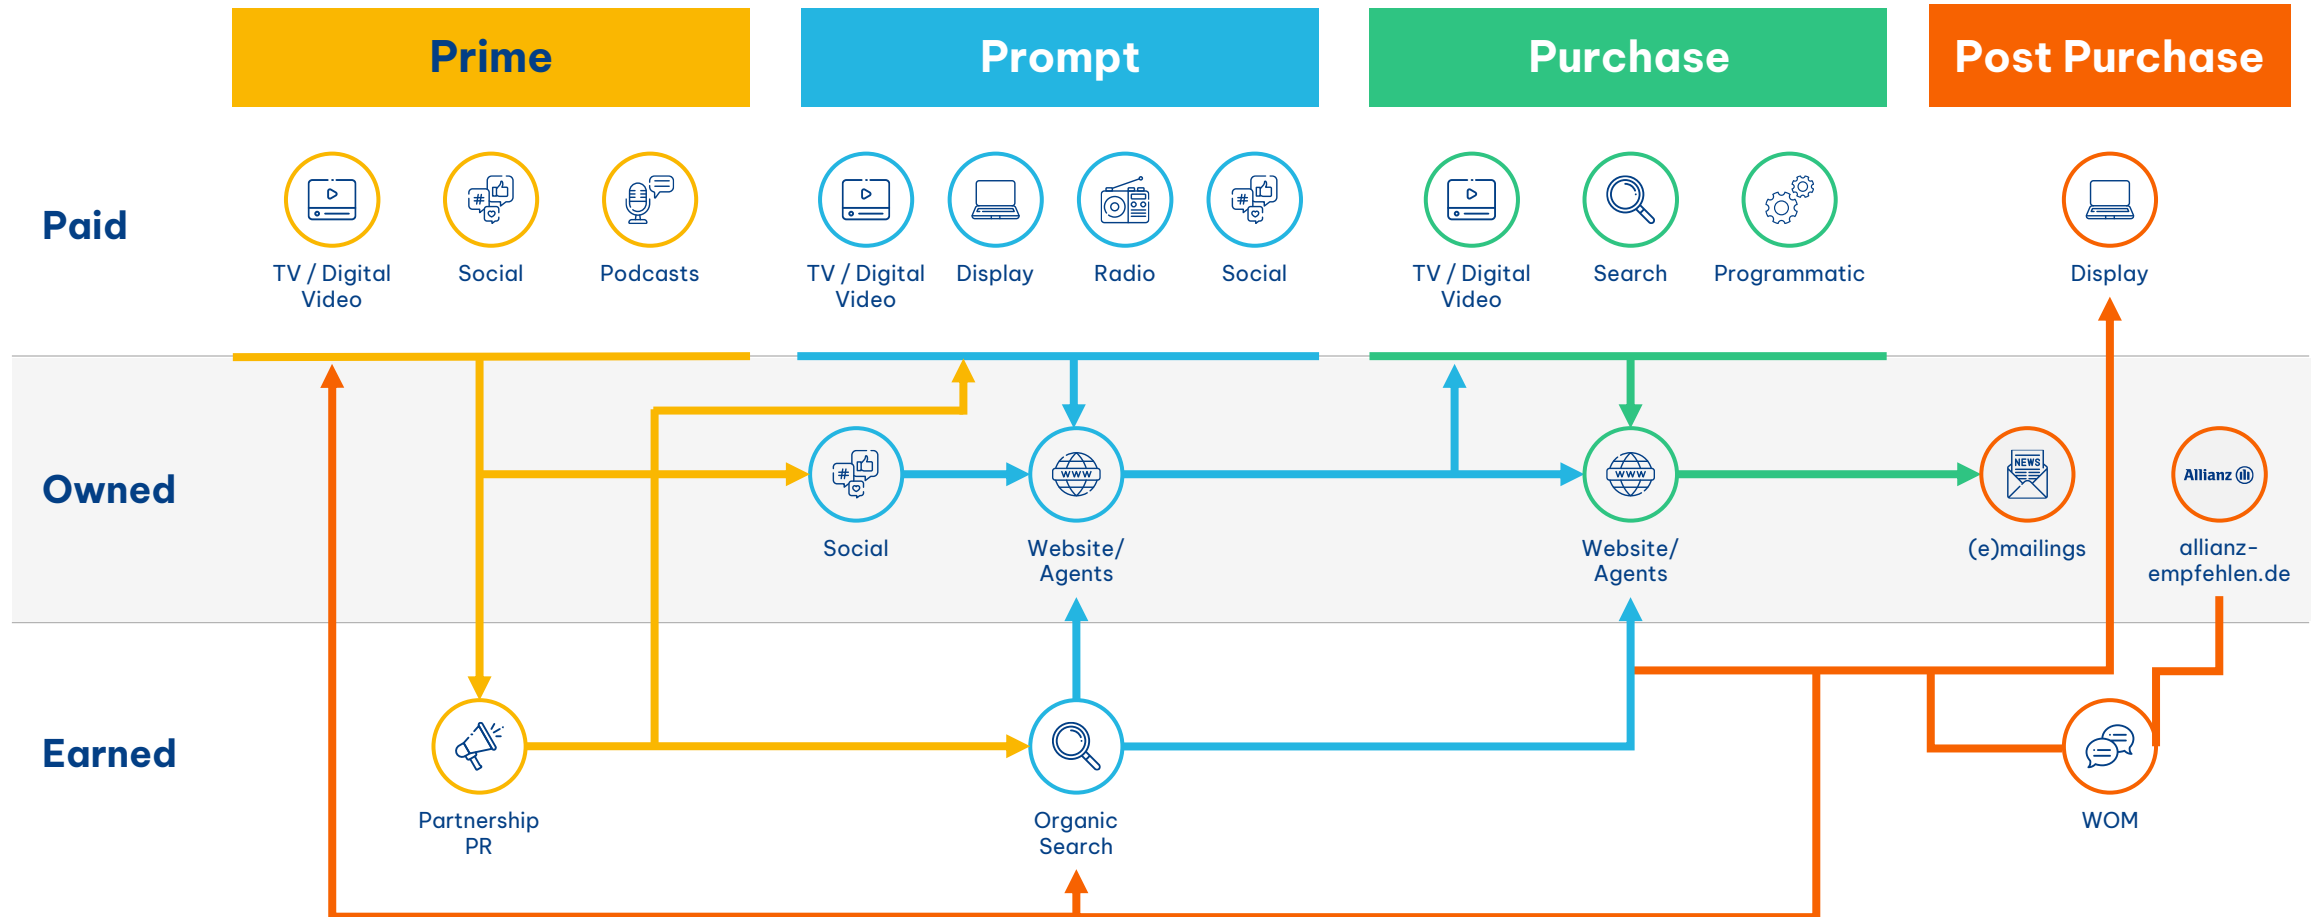 Prime
Prompt
Purchase
Post Purchase
Paid
TV / Digital
Video
Social
Podcasts
TV / Digital
Video
Display
Radio
Social
TV / Digital
Video
Search
Programmatic
Display
Owned
#
Social
www
Website/
Agents
www
Website/
Agents
NEWS
(e)mailings
Allianz
allianz-
empfehlen.de
Earned
Partnership
PR
Organic
Search
WOM